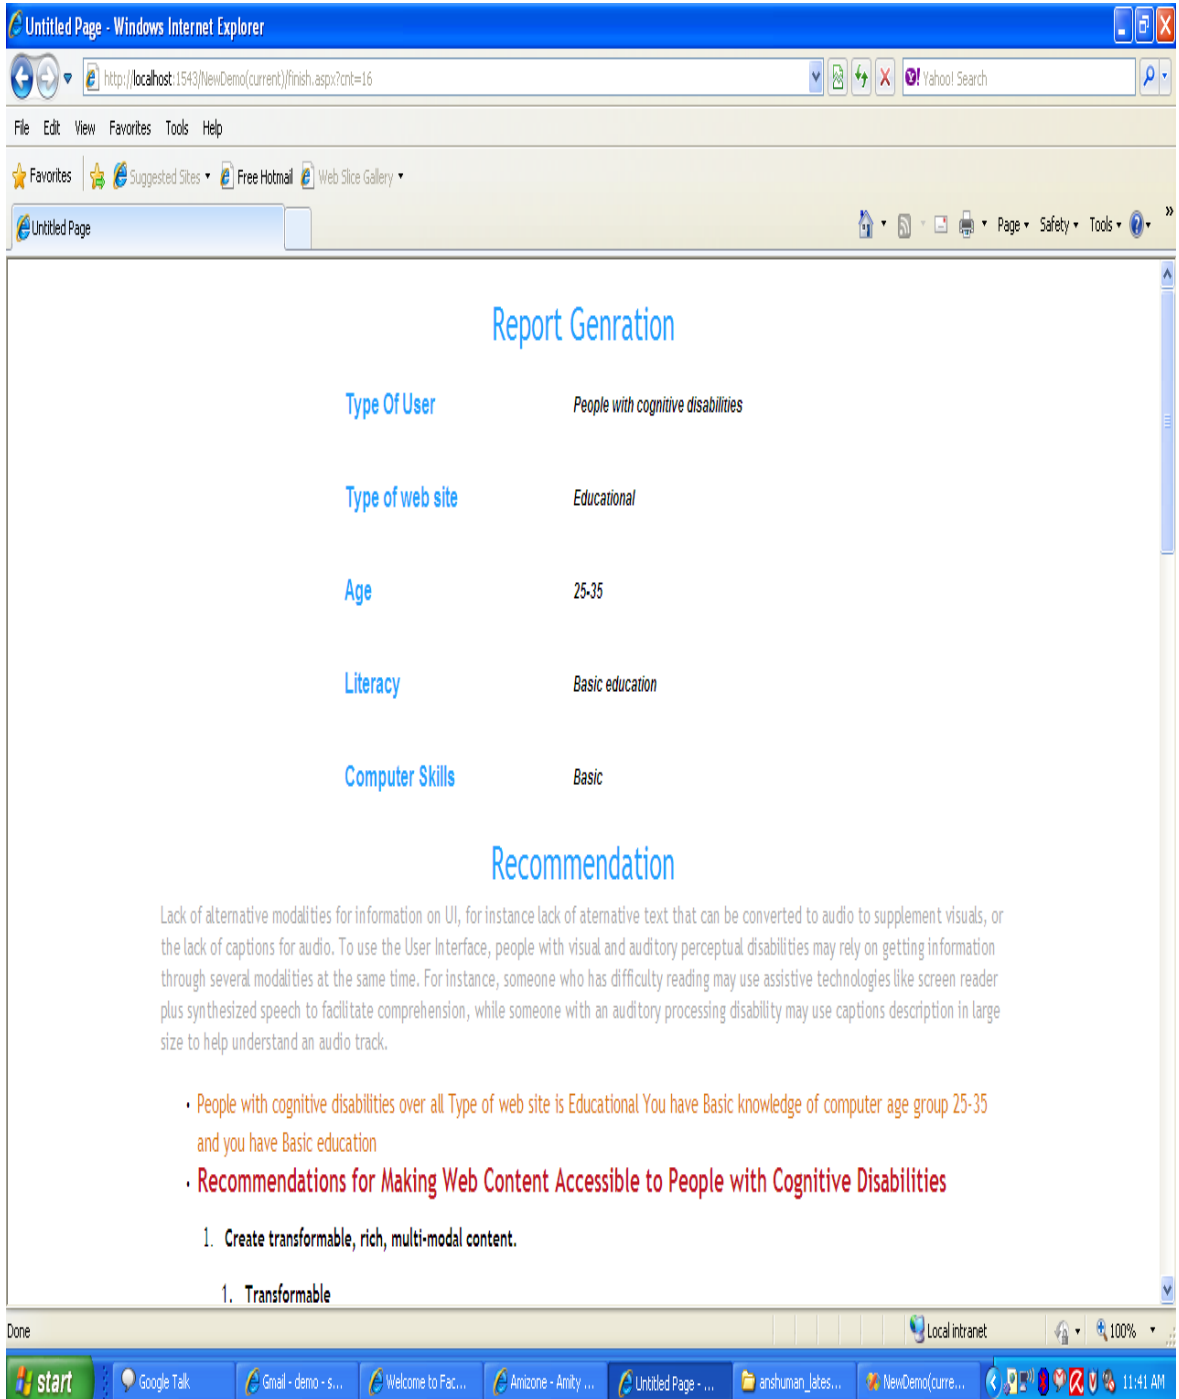 Untitled Page - Windows Internet Explorer
http://localhost:1543/NewDemo(current)/finish.aspx?cnt=16
Yahoo! Search
File Edit View Favorites Tools Help
Favorites Suggested Sites Free Hotmail Web Slice Gallery
Untitled Page
Page Safety Tools »
Report Genration
Type Of User People with cognitive disabilities
Type of web site Educational
Age 25-35
Literacy Basic education
Computer Skills Basic
Recommendation
Lack of alternative modalities for information on UI, for instance lack of aternative text that can be converted to audio to supplement visuals, or
the lack of captions for audio. To use the User Interface, people with visual and auditory perceptual disabilities may rely on getting information
through several modalities at the same time. For instance, someone who has difficulty reading may use assistive technologies like screen reader
plus synthesized speech to facilitate comprehension, while someone with an auditory processing disability may use captions description in large
size to help understand an audio track.
• People with cognitive disabilities over all Type of web site is Educational You have Basic knowledge of computer age group 25-35
and you have Basic education
• Recommendations for Making Web Content Accessible to People with Cognitive Disabilities
1. Create transformable, rich, multi-modal content.
1. Transformable
Done Local intranet 100%
start Google Talk Gmail - demo - s... Welcome to Fac... Amizone - Amity ... Untitled Page - ... anshuman_lates... NewDemo(curre... 11:41 AM